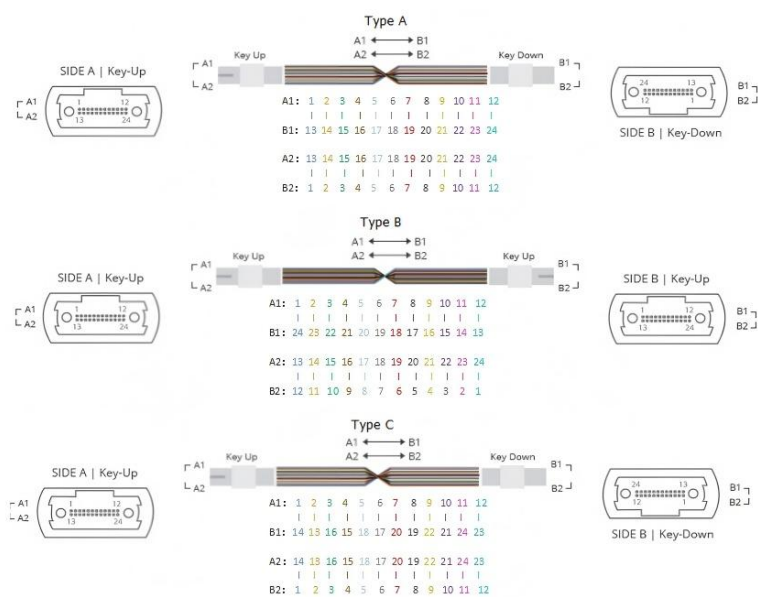 Type A
A1 B1
A2 B2
SIDE A | Key-Up
A1
A2
1 12
13 24
Key Up
A1
A2
Key Down
B1
B2
24 13
12 1
B1
B2
SIDE B | Key-Down
A1: 1 2 3 4 5 6 7 8 9 10 11 12
B1: 13 14 15 16 17 18 19 20 21 22 23 24
A2: 13 14 15 16 17 18 19 20 21 22 23 24
B2: 1 2 3 4 5 6 7 8 9 10 11 12
Type B
A1 B1
A2 B2
SIDE A | Key-Up
A1
A2
1 12
13 24
Key Up
A1
A2
Key Up
B1
B2
SIDE B | Key-Up
1 12
13 24
B1
B2
A1: 1 2 3 4 5 6 7 8 9 10 11 12
B1: 24 23 22 21 20 19 18 17 16 15 14 13
A2: 13 14 15 16 17 18 19 20 21 22 23 24
B2: 12 11 10 9 8 7 6 5 4 3 2 1
Type C
A1 B1
A2 B2
SIDE A | Key-Up
A1
A2
1 12
13 24
Key Up
A1
A2
Key Down
B1
B2
24 13
12 1
B1
B2
SIDE B | Key-Down
A1: 1 2 3 4 5 6 7 8 9 10 11 12
B1: 14 13 16 15 18 17 20 19 22 21 24 23
A2: 14 13 16 15 18 17 20 19 22 21 24 23
B2: 1 2 3 4 5 6 7 8 9 10 11 12